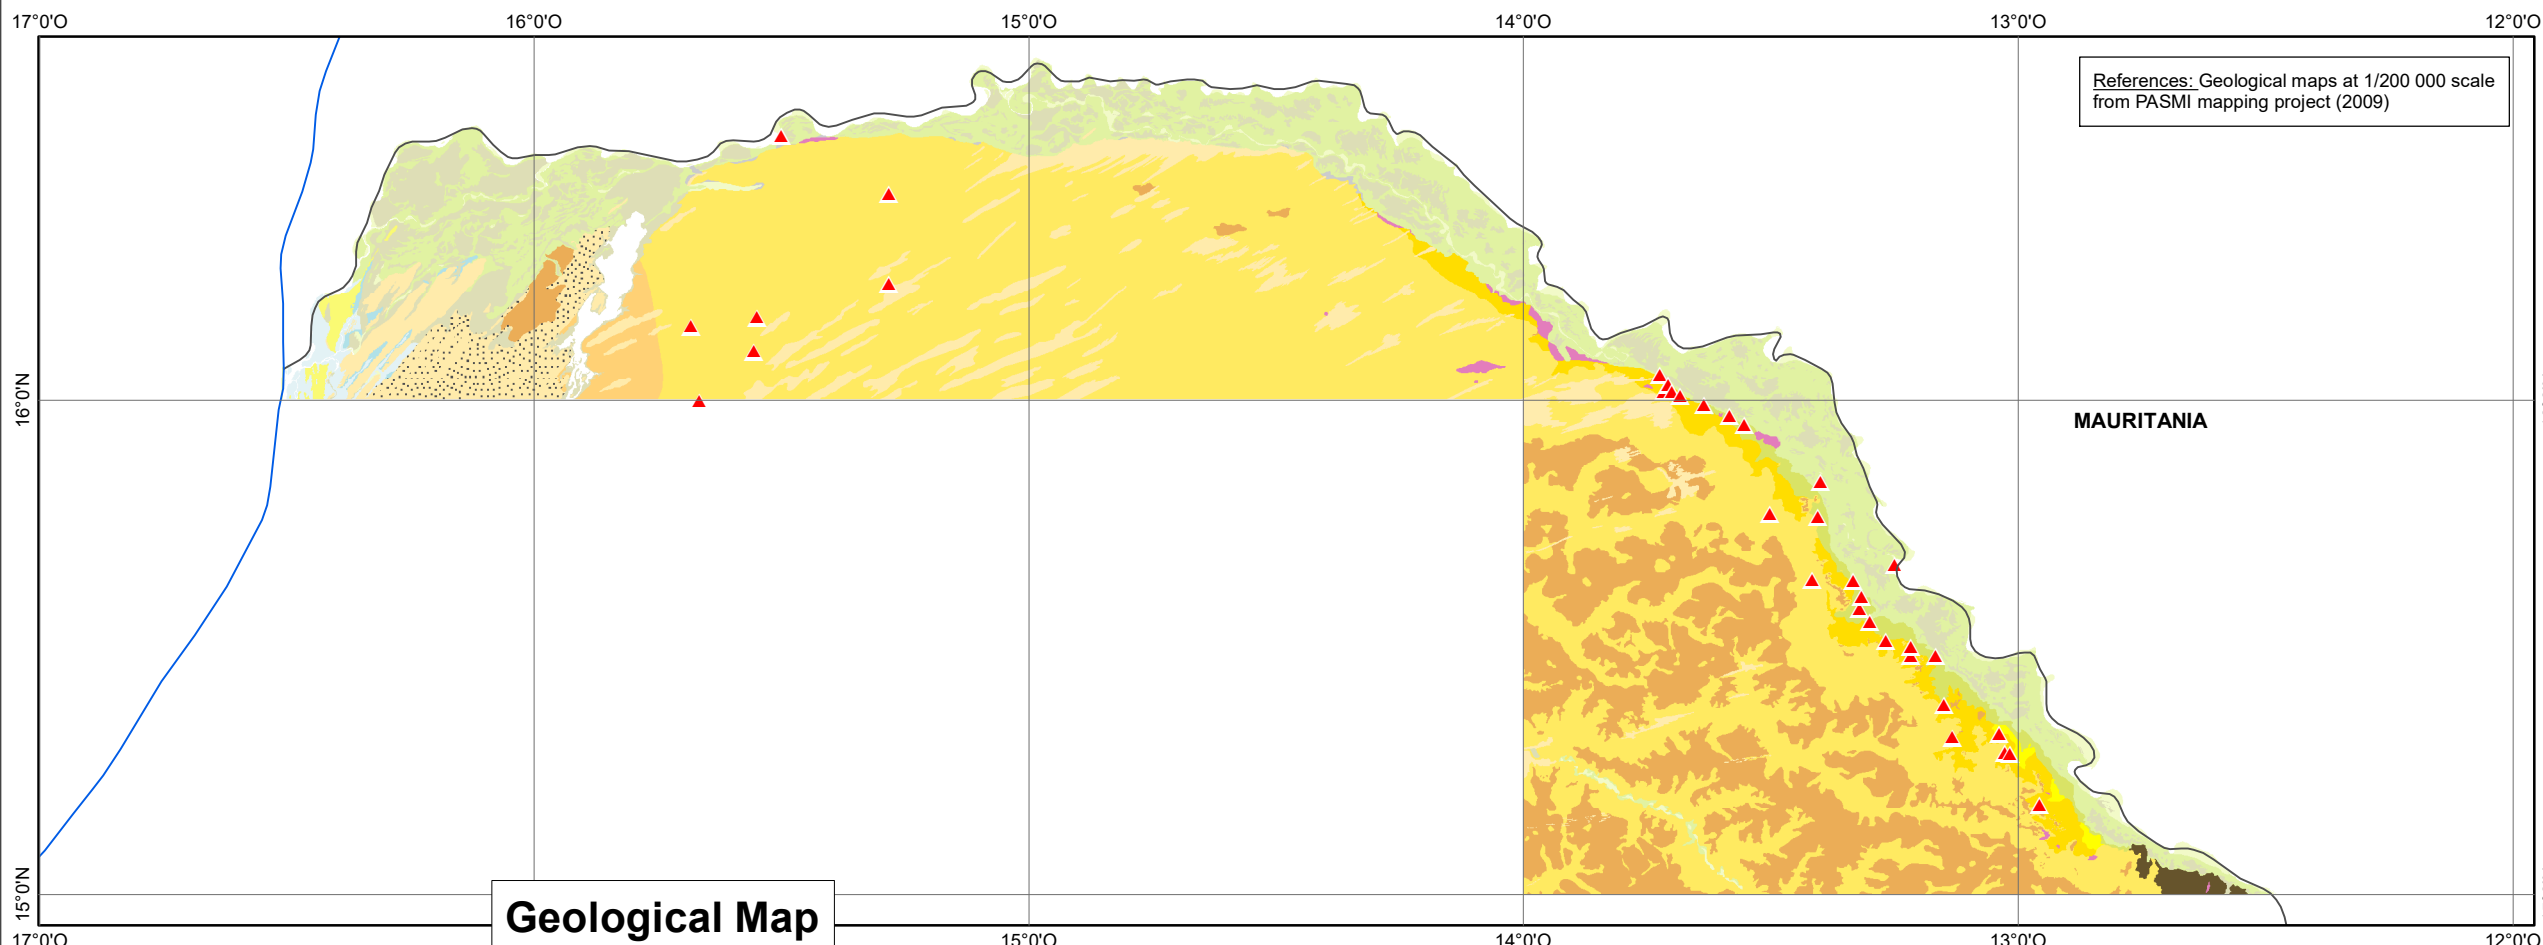 17°0'O 16°0'O 15°0'O 14°0'O 13°0'O 12°0'O
References: Geological maps at 1/200 000 scale
from PASMI mapping project (2009)
16°0'N
MAURITANIA
15°0'N
Geological Map
17°0'O 15°0'O 14°0'O 13°0'O 12°0'O